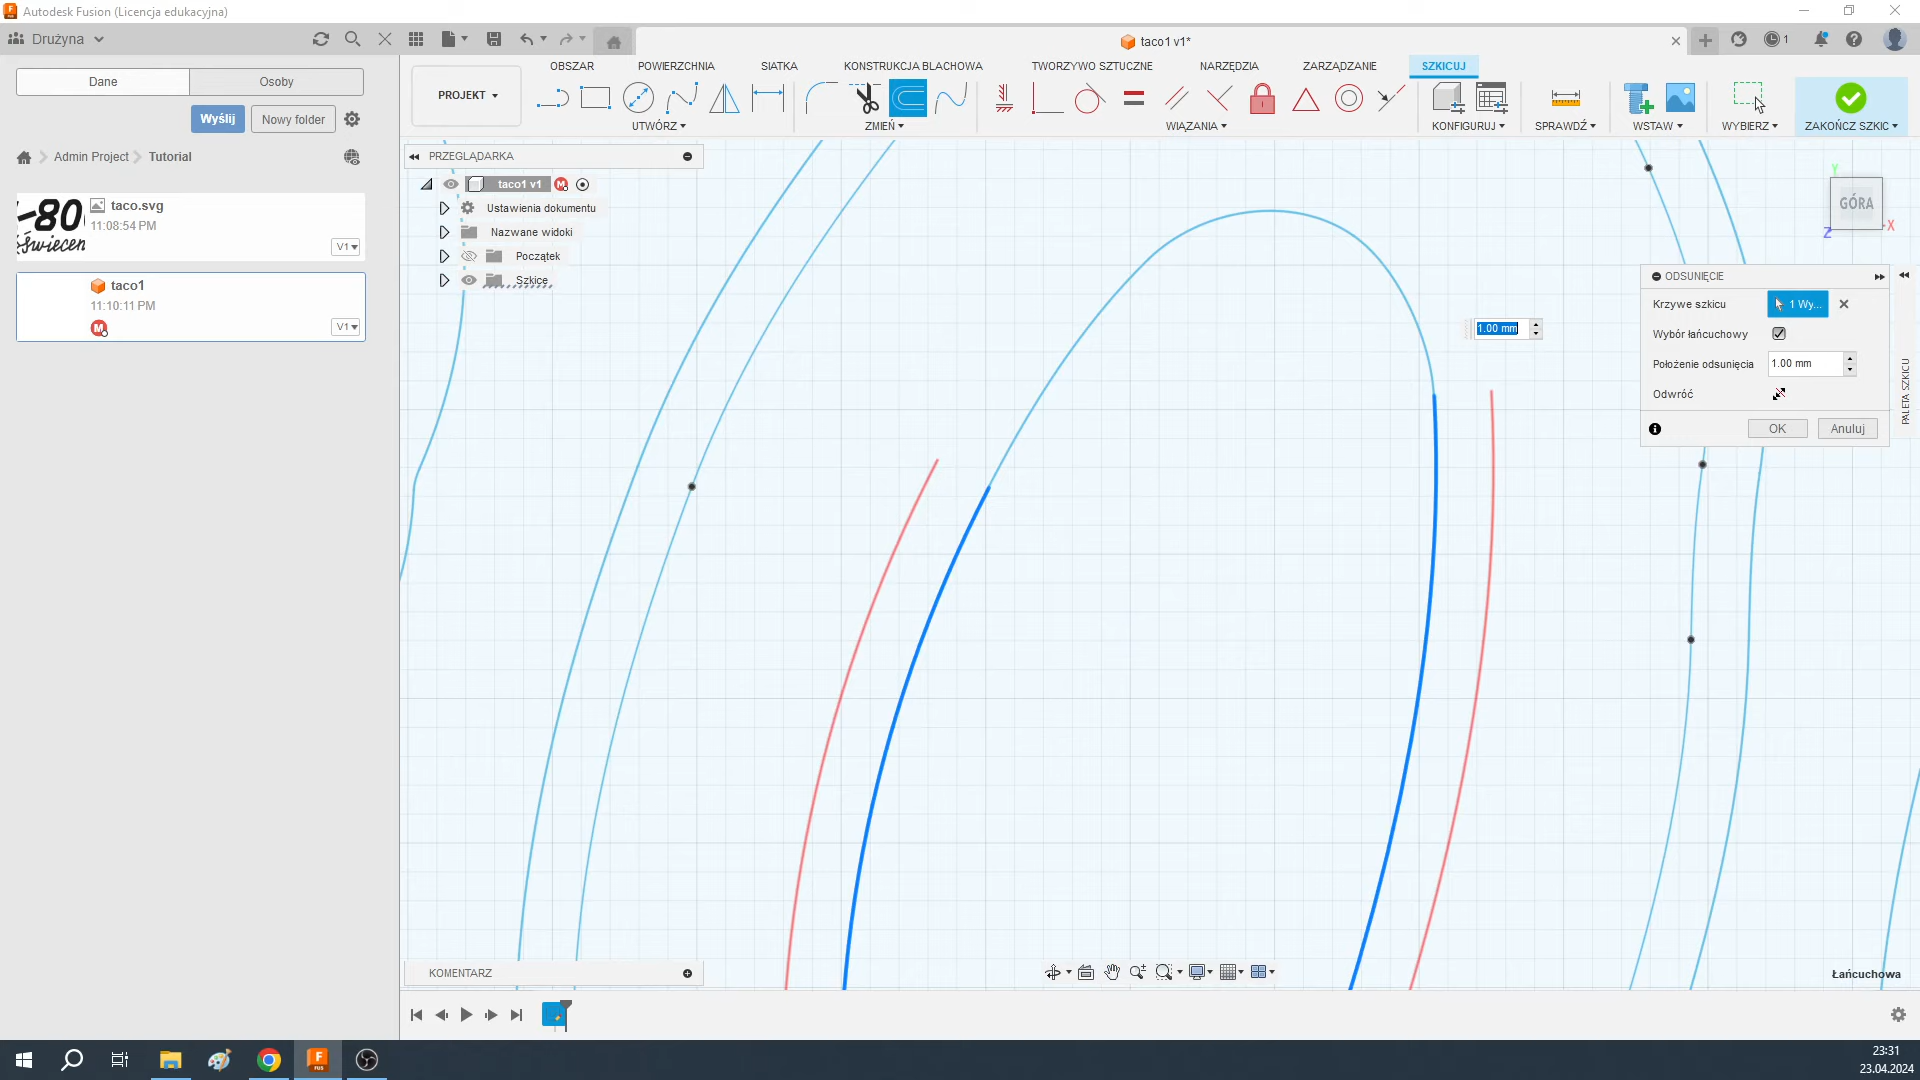 Autodesk Fusion (Licencja edukacyjna)
Drużyna
taco1 v1*
1
Dane
Osoby
Wyślij
Nowy folder
Admin Project
Tutorial
-80
Świecen
taco.svg
11:08:54 PM
V1
taco1
11:10:11 PM
M
V1
OBSZAR
POWIERZCHNIA
SIATKA
KONSTRUKCJA BLACHOWA
TWORZYWO SZTUCZNE
NARZĘDZIA
ZARZĄDZANIE
SZKICUJ
PROJEKT
UTWÓRZ
ZMIEŃ
WIĄZANIA
KONFIGURUJ
SPRAWDŹ
WSTAW
WYBIERZ
ZAKOŃCZ SZKIC
PRZEGLĄDARKA
taco1 v1
M
Ustawienia dokumentu
Nazwane widoki
Początek
Szkice
Y
GÓRA
X
Z
1.00 mm
ODSUNIĘCIE
Krzywe szkicu
1 Wy...
Wybór łańcuchowy
Położenie odsunięcia
1.00 mm
Odwróć
OK
Anuluj
PALETA SZKICU
KOMENTARZ
Łańcuchowa
F
FUS
23:31
23.04.2024